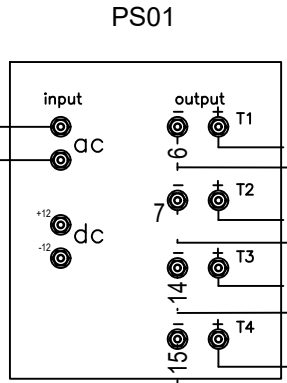 PS01
input output
- + T1
ac
6
+12 dc
-12
- + T2
7
- + T3
14
- + T4
15